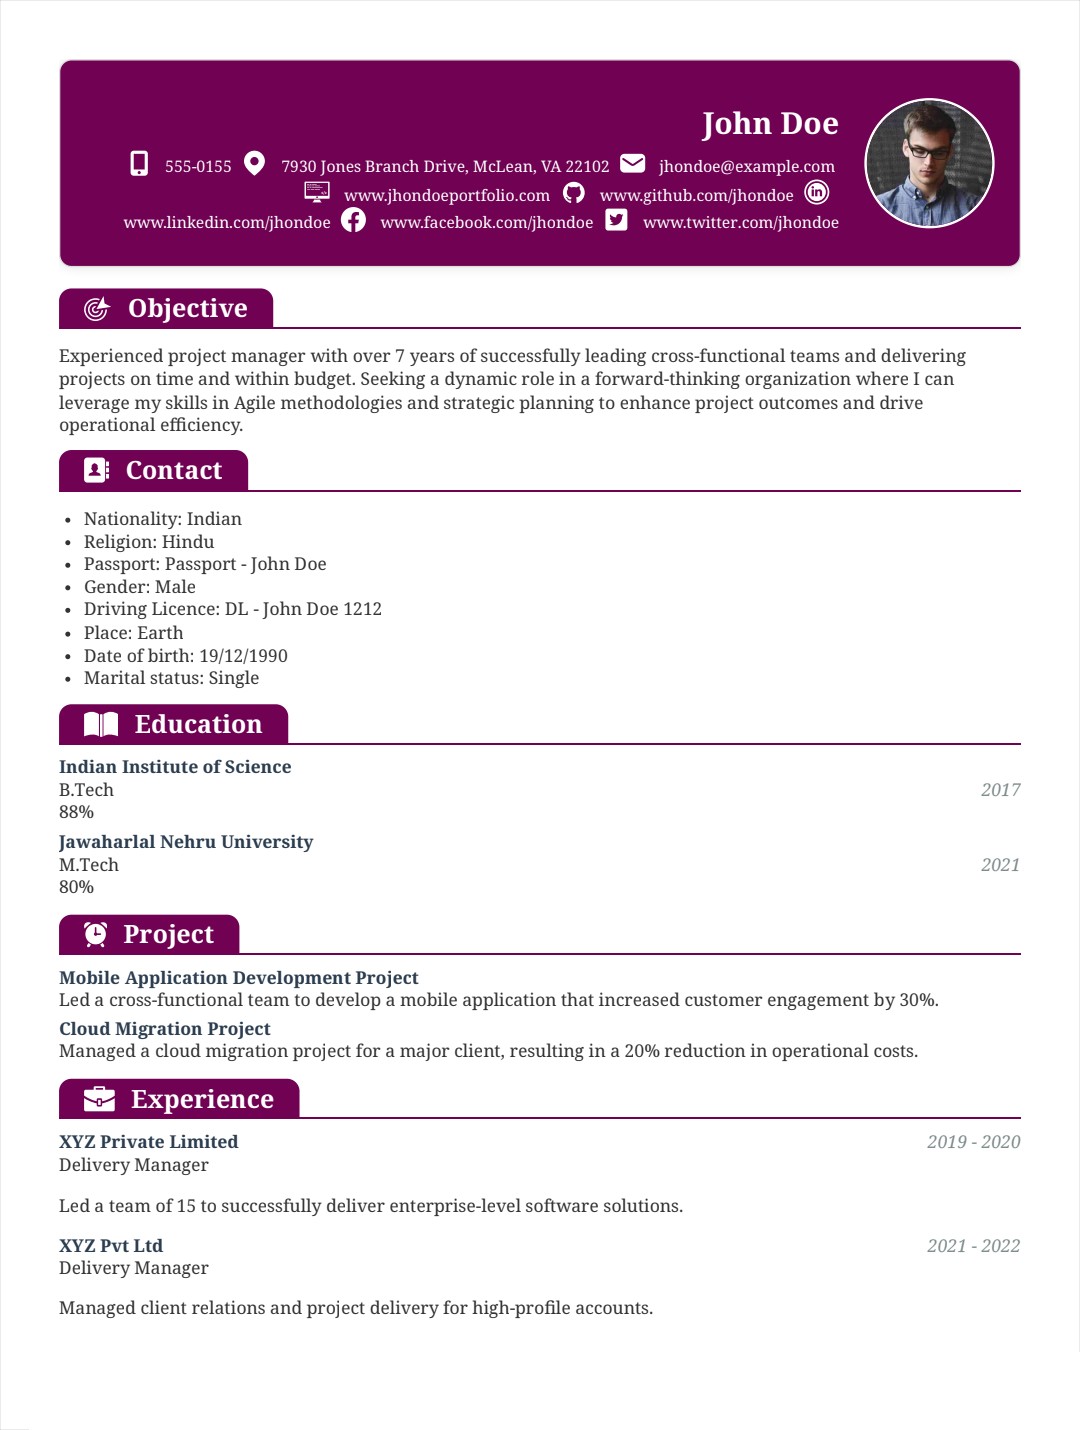 John Doe
555-0155 7930 Jones Branch Drive, McLean, VA 22102 jhondoe@example.com
www.jhondoeportfolio.com www.github.com/jhondoe
www.linkedin.com/jhondoe www.facebook.com/jhondoe www.twitter.com/jhondoe
Objective
Experienced project manager with over 7 years of successfully leading cross-functional teams and delivering
projects on time and within budget. Seeking a dynamic role in a forward-thinking organization where I can
leverage my skills in Agile methodologies and strategic planning to enhance project outcomes and drive
operational efficiency.
Contact
• Nationality: Indian
• Religion: Hindu
• Passport: Passport - John Doe
• Gender: Male
• Driving Licence: DL - John Doe 1212
• Place: Earth
• Date of birth: 19/12/1990
• Marital status: Single
Education
Indian Institute of Science
B.Tech 2017
88%
Jawaharlal Nehru University
M.Tech 2021
80%
Project
Mobile Application Development Project
Led a cross-functional team to develop a mobile application that increased customer engagement by 30%.
Cloud Migration Project
Managed a cloud migration project for a major client, resulting in a 20% reduction in operational costs.
Experience
XYZ Private Limited 2019 - 2020
Delivery Manager
Led a team of 15 to successfully deliver enterprise-level software solutions.
XYZ Pvt Ltd 2021 - 2022
Delivery Manager
Managed client relations and project delivery for high-profile accounts.